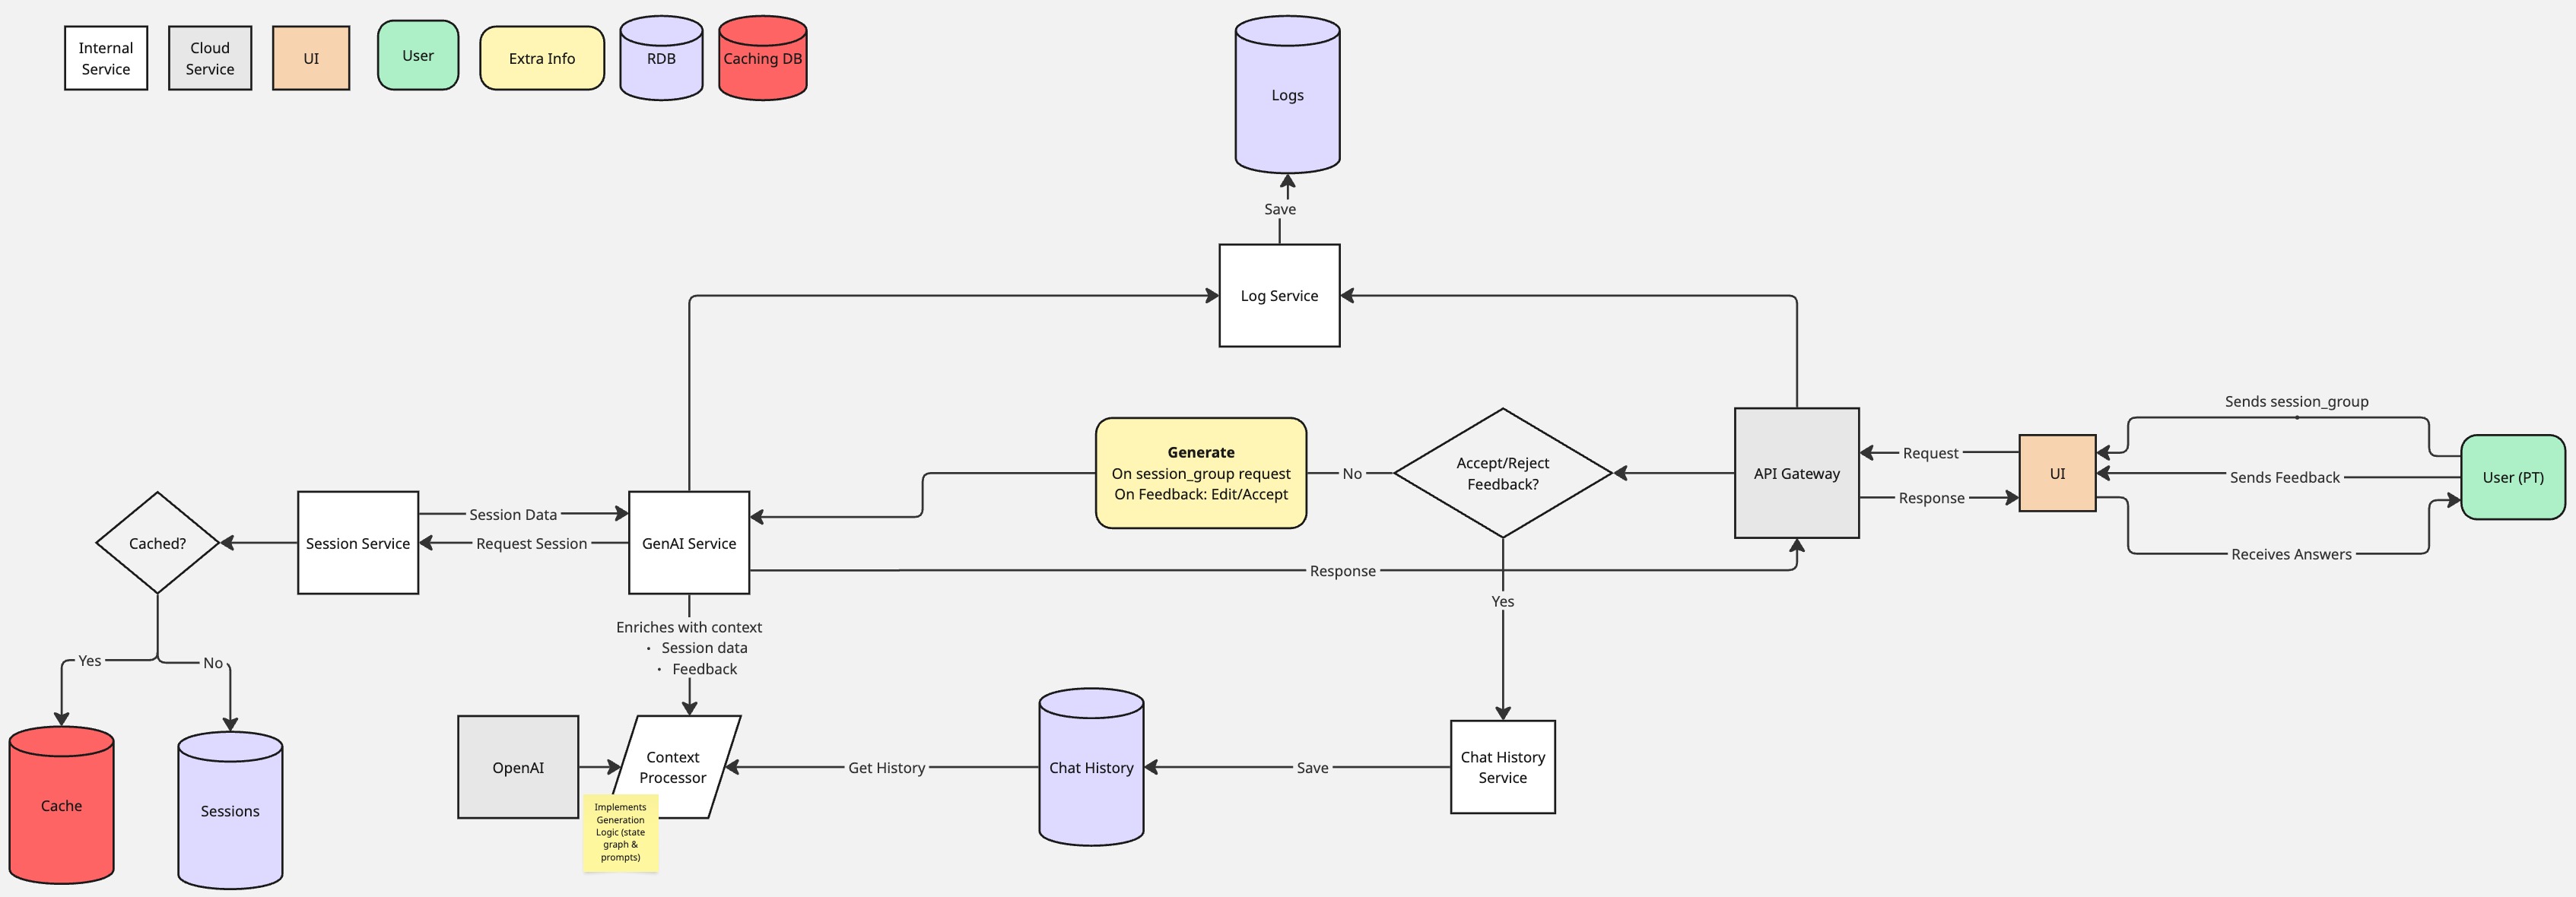 Internal
Service
Cloud
Service
UI
User
Extra Info
RDB
Caching DB
Logs
Save
Log Service
Sends session_group
Generate
On session_group request
On Feedback: Edit/Accept
No
Accept/Reject
Feedback?
API Gateway
Request
Response
UI
Sends Feedback
User (PT)
Receives Answers
Cached?
Session Service
Session Data
Request Session
GenAI Service
Response
Yes
Enriches with context
• Session data
• Feedback
Yes
No
Cache
Sessions
OpenAI
Context
Processor
Implements
Generation
Logic (state
graph &
prompts)
Get History
Chat History
Save
Chat History
Service